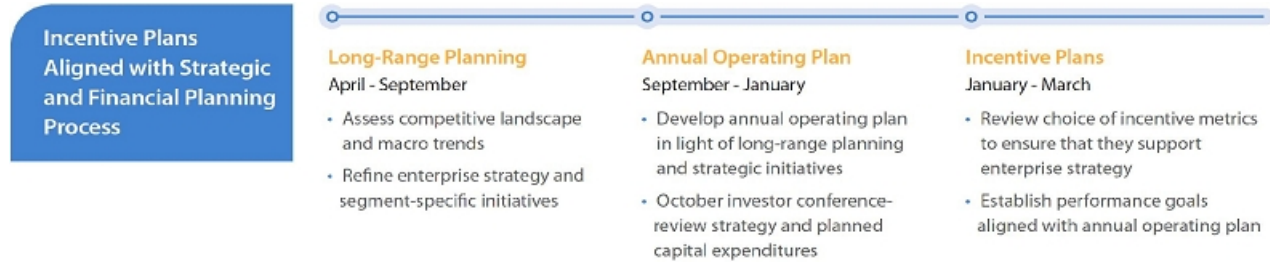 Incentive Plans
Aligned with Strategic
and Financial Planning
Process
Long-Range Planning
April - September
• Assess competitive landscape
and macro trends
• Refine enterprise strategy and
segment-specific initiatives
Annual Operating Plan
September - January
• Develop annual operating plan
in light of long-range planning
and strategic initiatives
• October investor conference-
review strategy and planned
capital expenditures
Incentive Plans
January - March
• Review choice of incentive metrics
to ensure that they support
enterprise strategy
• Establish performance goals
aligned with annual operating plan